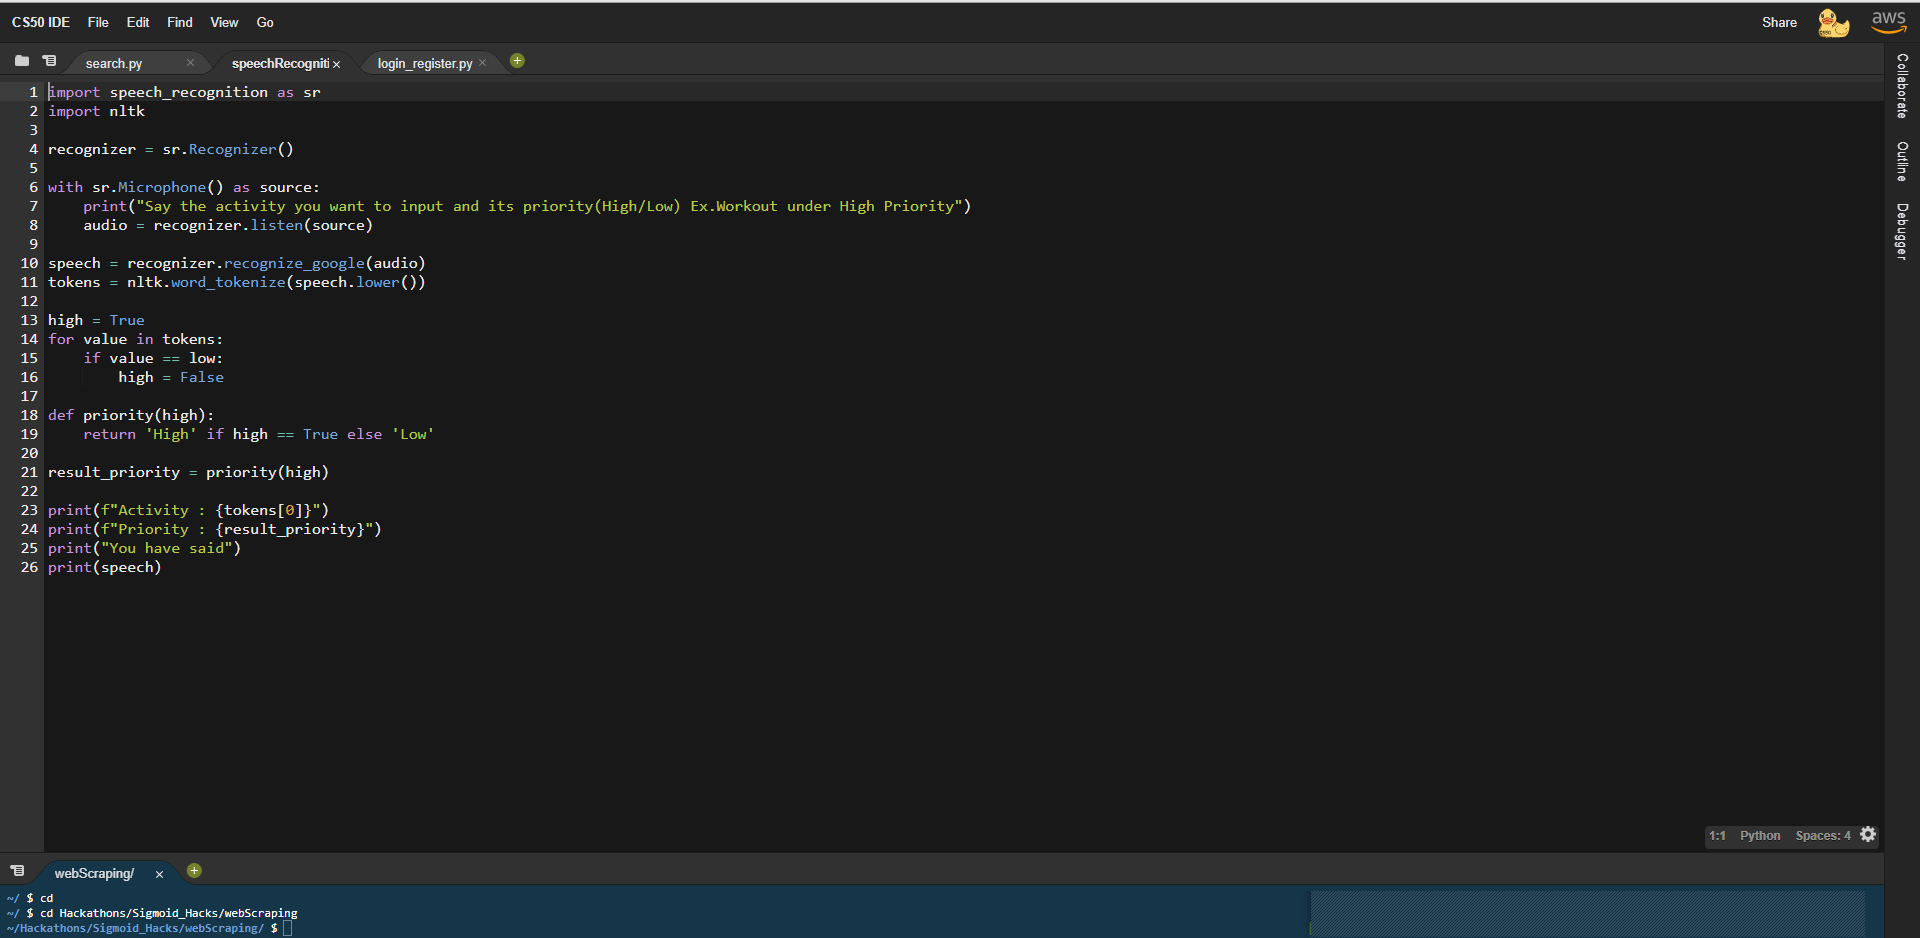 CS50 IDE File Edit Find View Go Share aws
search.py speechRecogniti login_register.py
1 import speech_recognition as sr
2 import nltk
3
4 recognizer = sr.Recognizer()
5
6 with sr.Microphone() as source:
7     print("Say the activity you want to input and its priority(High/Low) Ex.Workout under High Priority")
8     audio = recognizer.listen(source)
9
10 speech = recognizer.recognize_google(audio)
11 tokens = nltk.word_tokenize(speech.lower())
12
13 high = True
14 for value in tokens:
15     if value == low:
16         high = False
17
18 def priority(high):
19     return 'High' if high == True else 'Low'
20
21 result_priority = priority(high)
22
23 print(f"Activity : {tokens[0]}")
24 print(f"Priority : {result_priority}")
25 print("You have said")
26 print(speech)
Collaborate
Outline
Debugger
1:1 Python Spaces: 4
webScraping/
~/ $ cd
~/ $ cd Hackathons/Sigmoid_Hacks/webScraping
~/Hackathons/Sigmoid_Hacks/webScraping/ $